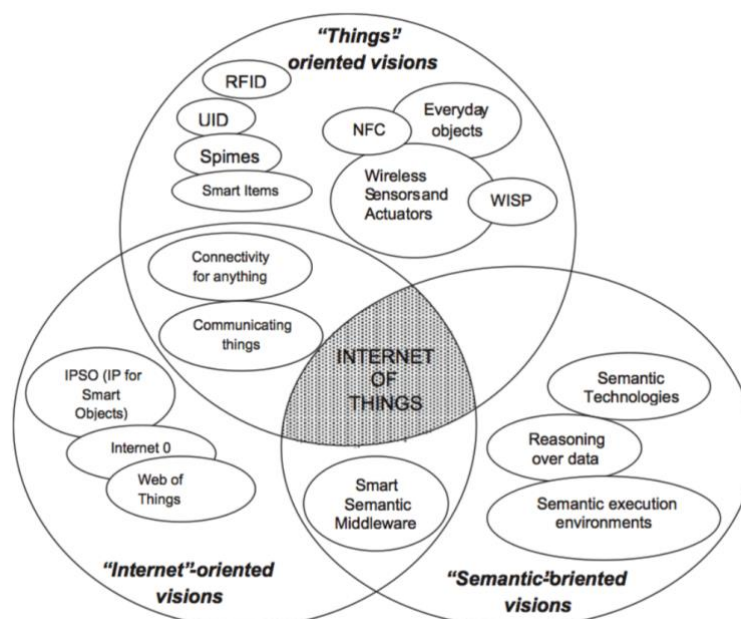 “Things”-
oriented visions
RFID
UID
Spimes
Smart Items
NFC
Everyday
objects
Wireless
Sensors and
Actuators
WISP
Connectivity
for anything
Communicating
things
INTERNET
OF
THINGS
IPSO (IP for
Smart
Objects)
Internet 0
Web of
Things
Semantic
Technologies
Reasoning
over data
Semantic execution
environments
Smart
Semantic
Middleware
“Internet”-oriented
visions
“Semantic”-oriented
visions